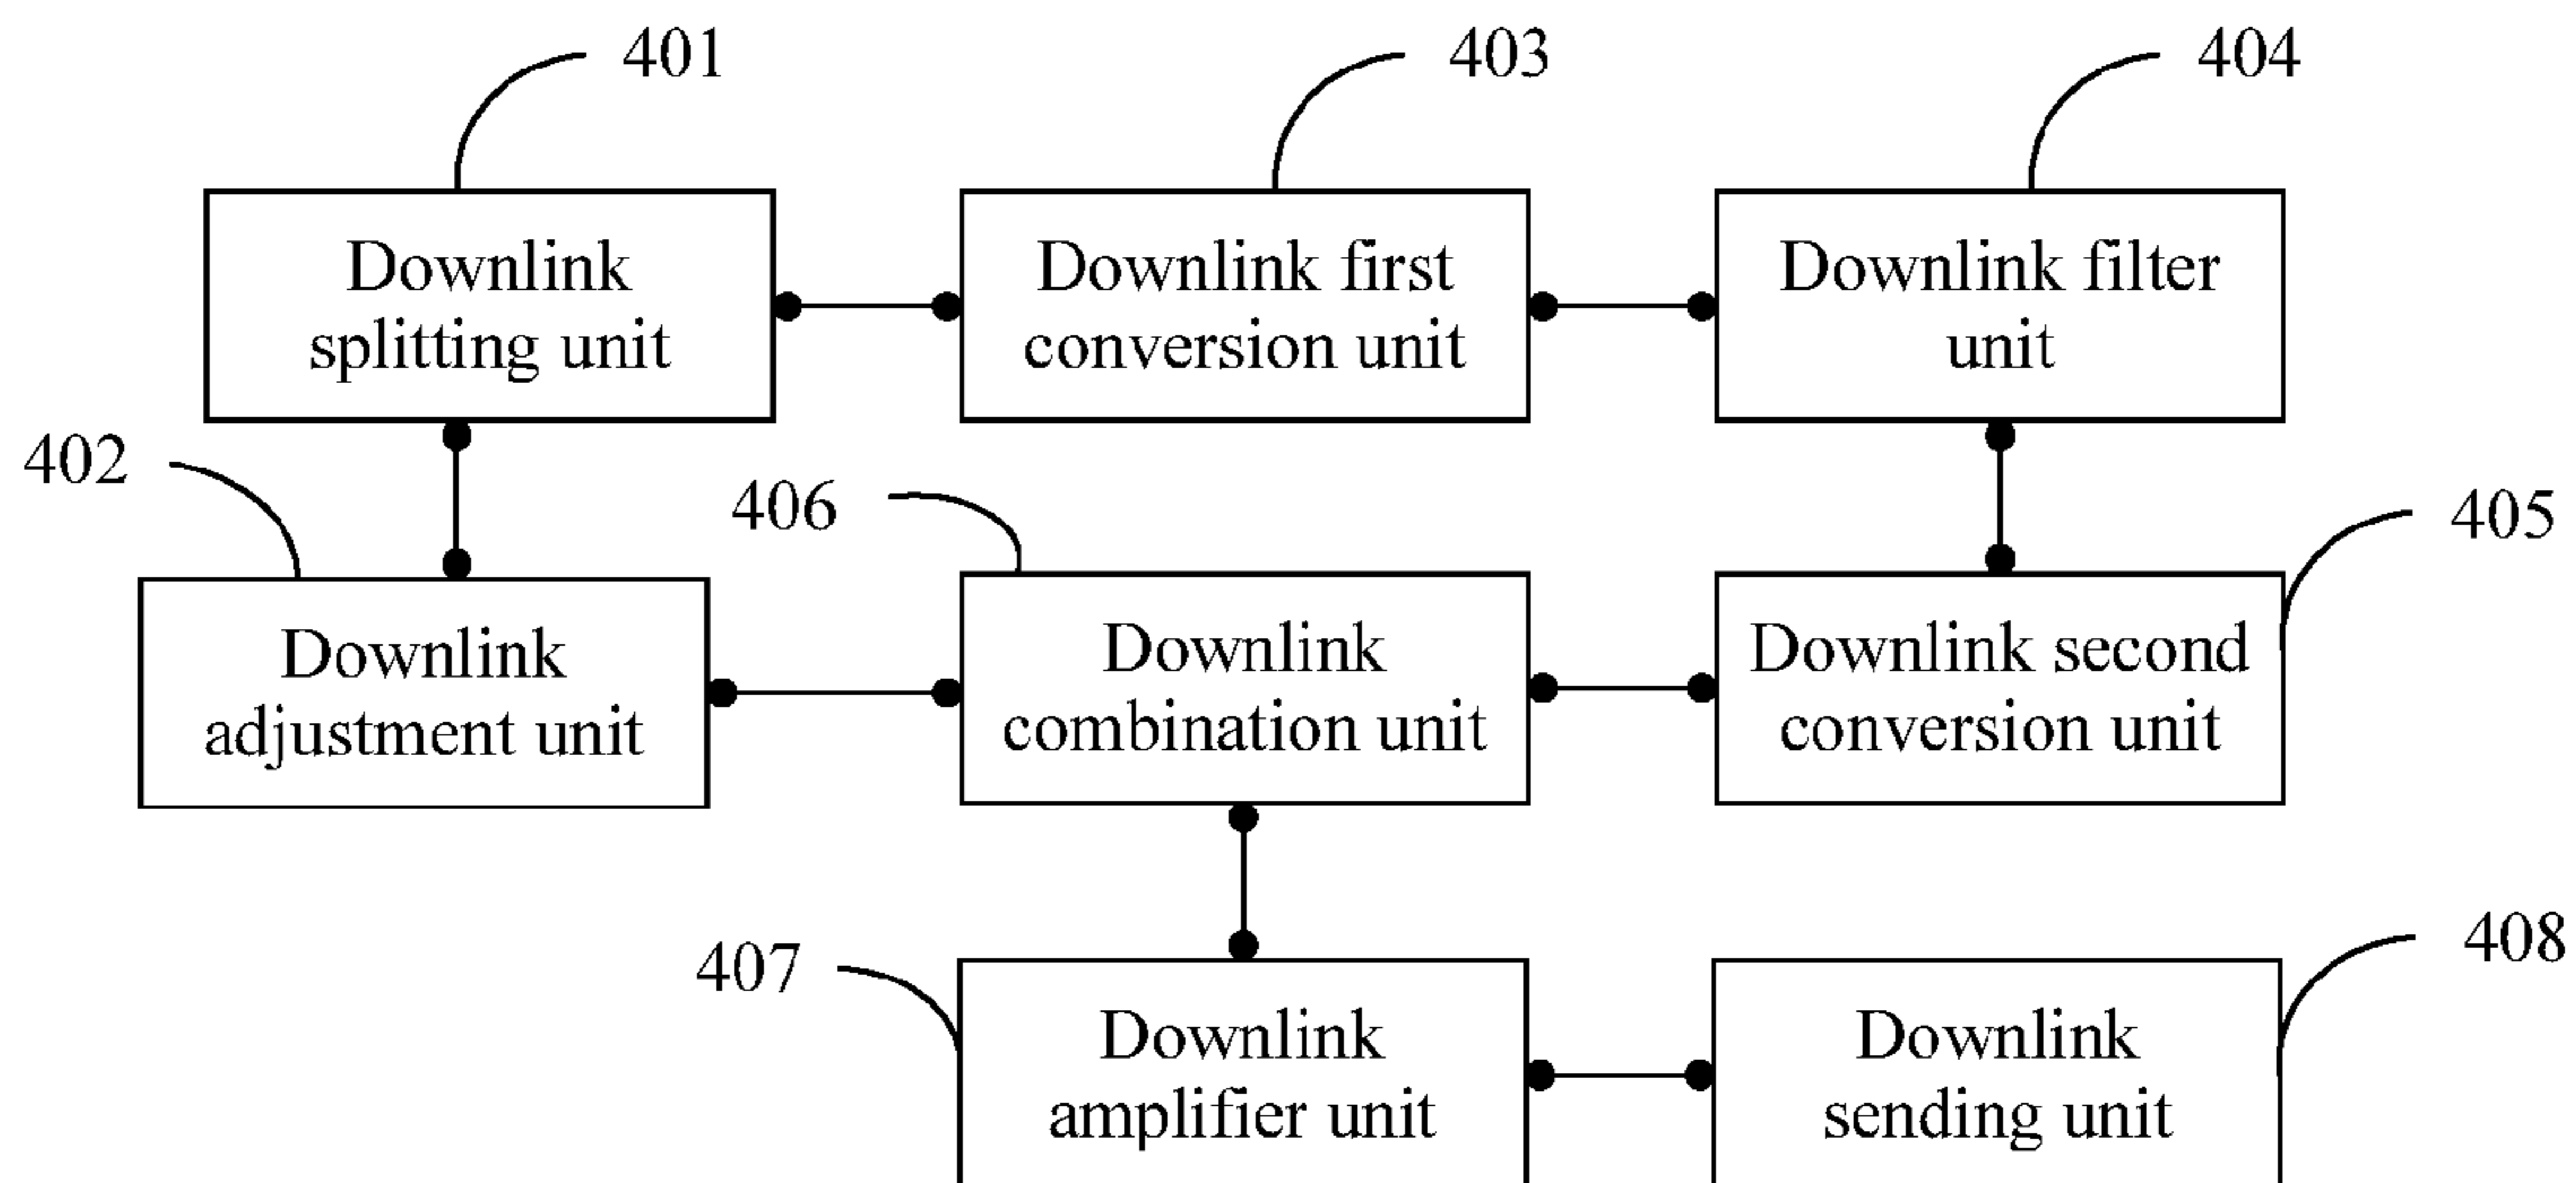 401
403
404
Downlink
splitting unit
Downlink first
conversion unit
Downlink filter
unit
402
406
405
Downlink
adjustment unit
Downlink
combination unit
Downlink second
conversion unit
407
408
Downlink
amplifier unit
Downlink
sending unit